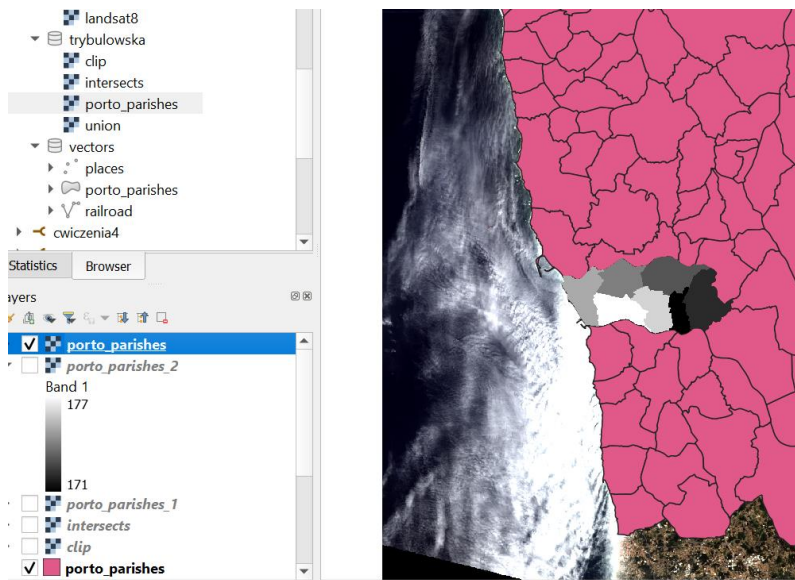 landsat8
trybulowska
clip
intersects
porto_parishes
union
vectors
places
porto_parishes
railroad
cwiczenia4
Statistics Browser
ayers
porto_parishes
porto_parishes_2
Band 1
177
171
porto_parishes_1
intersects
clip
porto_parishes